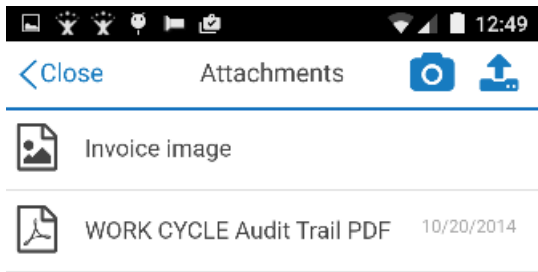 12:49
Close Attachments
Invoice image
WORK CYCLE Audit Trail PDF 10/20/2014